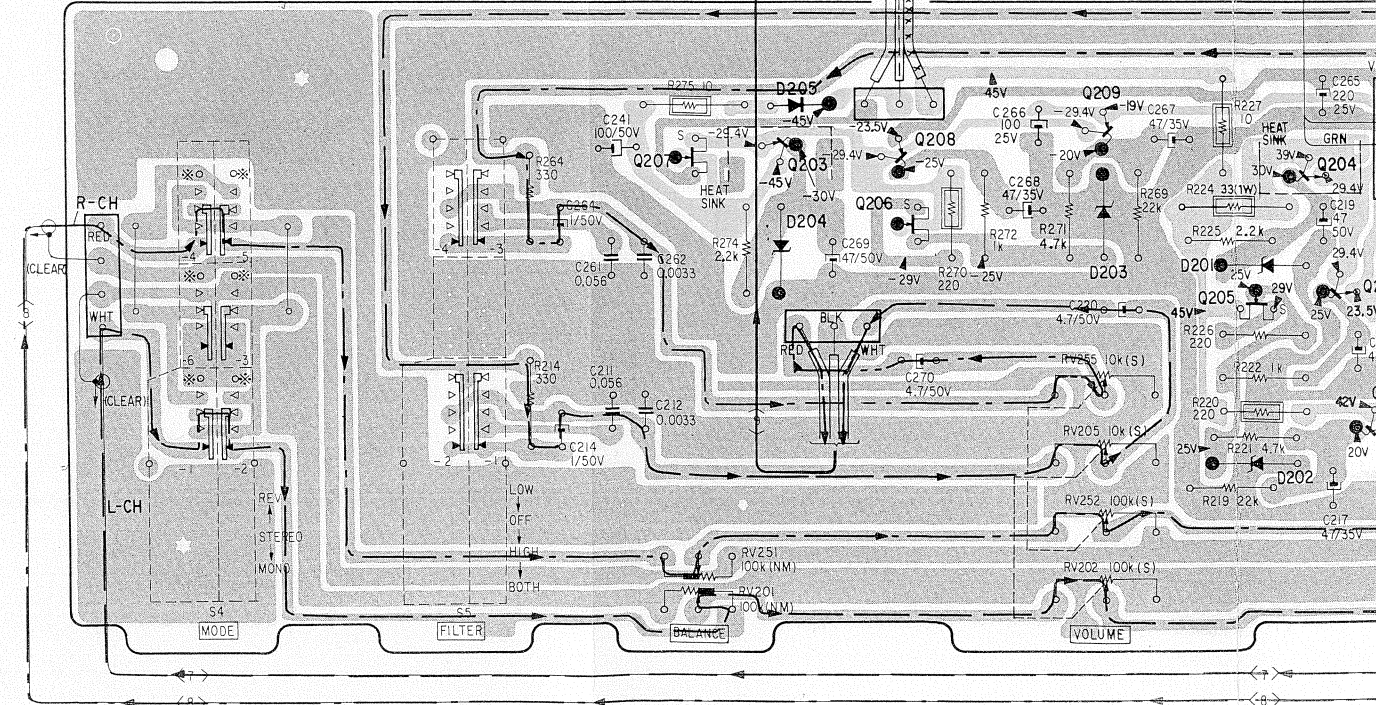 R-CH
RED
(CLEAR
WHT
(CLEAR)
L-CH
※ ※
-4 -5
※ ※
-6 -3
※ ※
-1 -2
REV
STEREO
MONO
S4
MODE
-4 -3
-2 -1
LOW
OFF
HIGH
BOTH
S5
FILTER
R264
330
C264
1/50V
C261
0.056
C262
0.0033
R214
330
C211
0.056
C212
0.0033
C214
1/50V
C241
100/50V
R275 10
D205
-45V
S
-29.4V
Q207
HEAT
SINK
Q203
-45V
-30V
D204
R274
2.2k
C269
47/50V
-23.5V
Q208
-29.4V
-25V
Q206
S
-29V
R270
220
-25V
R272
1k
C268
47/35V
45V
C266
100
25V
Q209
-29.4V
-19V
-20V
C267
47/35V
R271
4.7k
R269
22k
D203
R227
10
HEAT
SINK
C265
220
25V
GRN
39V
Q204
30V
29.4V
R224 33(1W)
C219
47
50V
R225 2.2k
D201
25V
29.4V
Q205
29V
45V
S
25V
23.5V
R226
220
R222 1k
R220
220
42V
25V
R221 4.7k
20V
D202
R219 22k
C217
47/35V
BLK
RED
WHT
C220
4.7/50V
C270
4.7/50V
RV255 10k(S)
RV205 10k(S)
RV252 100k(S)
RV202 100k(S)
RV251
100k(NM)
RV201
100k(NM)
BALANCE
VOLUME
7 7
8 8